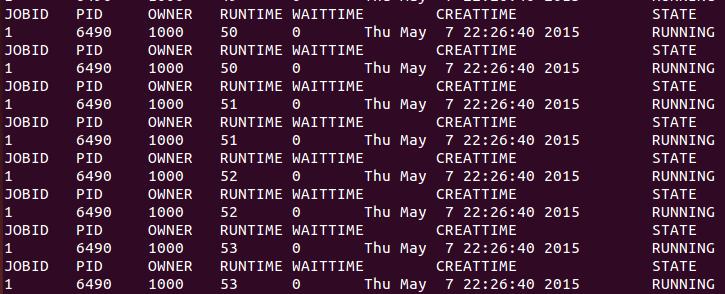 JOBID PID OWNER RUNTIME WAITTIME CREATTIME STATE
1 6490 1000 50 0 Thu May 7 22:26:40 2015 RUNNING
JOBID PID OWNER RUNTIME WAITTIME CREATTIME STATE
1 6490 1000 50 0 Thu May 7 22:26:40 2015 RUNNING
JOBID PID OWNER RUNTIME WAITTIME CREATTIME STATE
1 6490 1000 51 0 Thu May 7 22:26:40 2015 RUNNING
JOBID PID OWNER RUNTIME WAITTIME CREATTIME STATE
1 6490 1000 51 0 Thu May 7 22:26:40 2015 RUNNING
JOBID PID OWNER RUNTIME WAITTIME CREATTIME STATE
1 6490 1000 52 0 Thu May 7 22:26:40 2015 RUNNING
JOBID PID OWNER RUNTIME WAITTIME CREATTIME STATE
1 6490 1000 52 0 Thu May 7 22:26:40 2015 RUNNING
JOBID PID OWNER RUNTIME WAITTIME CREATTIME STATE
1 6490 1000 53 0 Thu May 7 22:26:40 2015 RUNNING
JOBID PID OWNER RUNTIME WAITTIME CREATTIME STATE
1 6490 1000 53 0 Thu May 7 22:26:40 2015 RUNNING